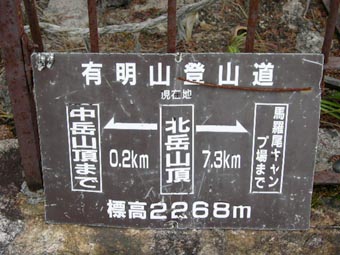 有明山登山道
現在地
中岳山頂まで
0.2km
北岳山頂
7.3km
馬羅尾キャン
プ場まで
標高2268m